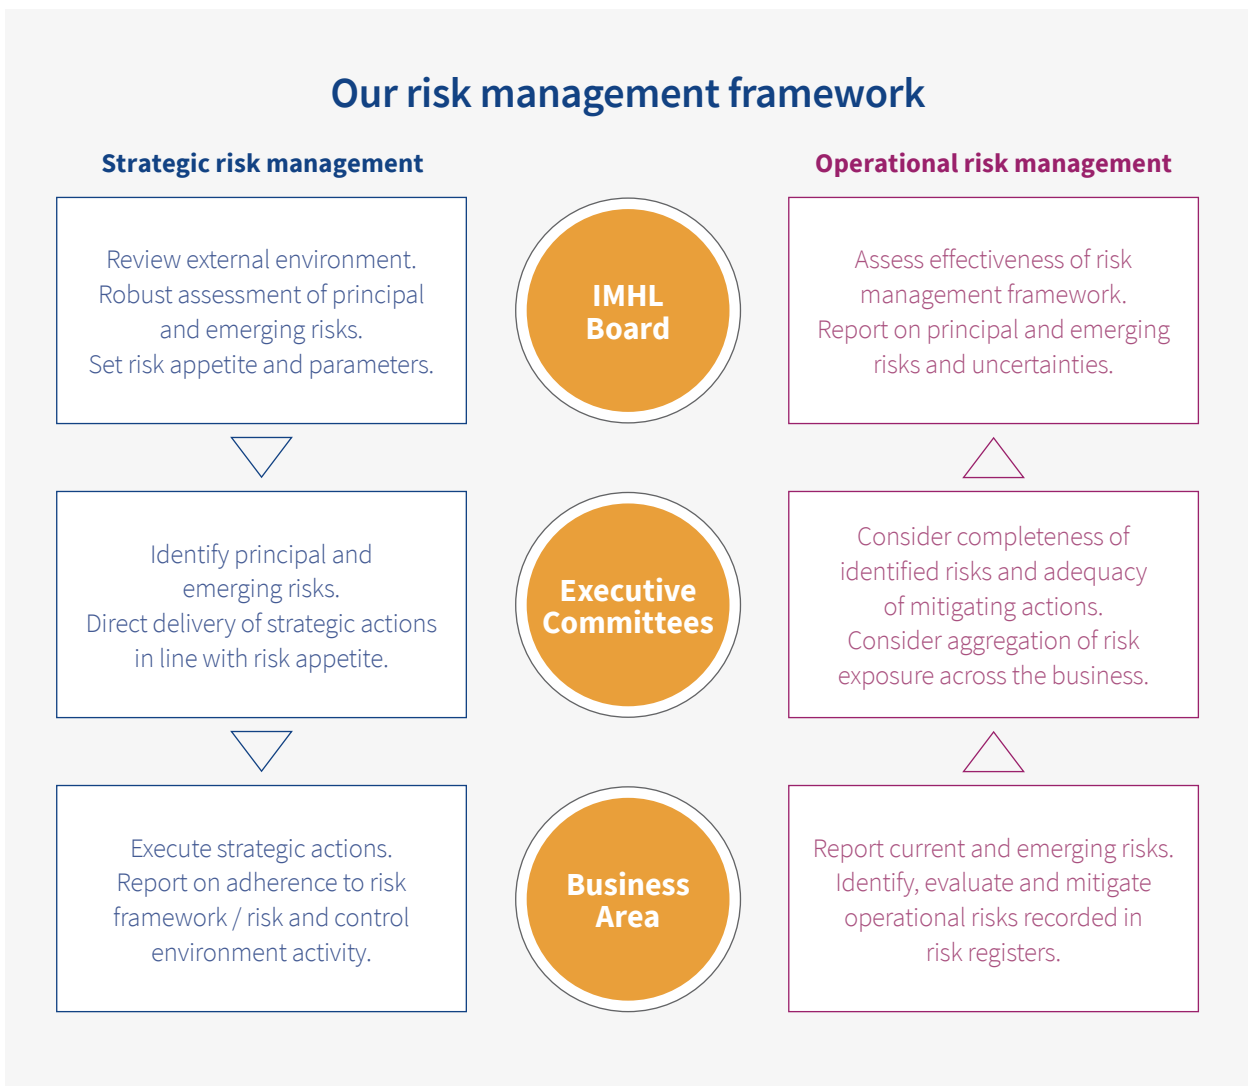 Our risk management framework
Strategic risk management
Operational risk management
Review external environment.
Robust assessment of principal
and emerging risks.
Set risk appetite and parameters.
IMHL
Board
Assess effectiveness of risk
management framework.
Report on principal and emerging
risks and uncertainties.
Identify principal and
emerging risks.
Direct delivery of strategic actions
in line with risk appetite.
Executive
Committees
Consider completeness of
identified risks and adequacy
of mitigating actions.
Consider aggregation of risk
exposure across the business.
Execute strategic actions.
Report on adherence to risk
framework / risk and control
environment activity.
Business
Area
Report current and emerging risks.
Identify, evaluate and mitigate
operational risks recorded in
risk registers.